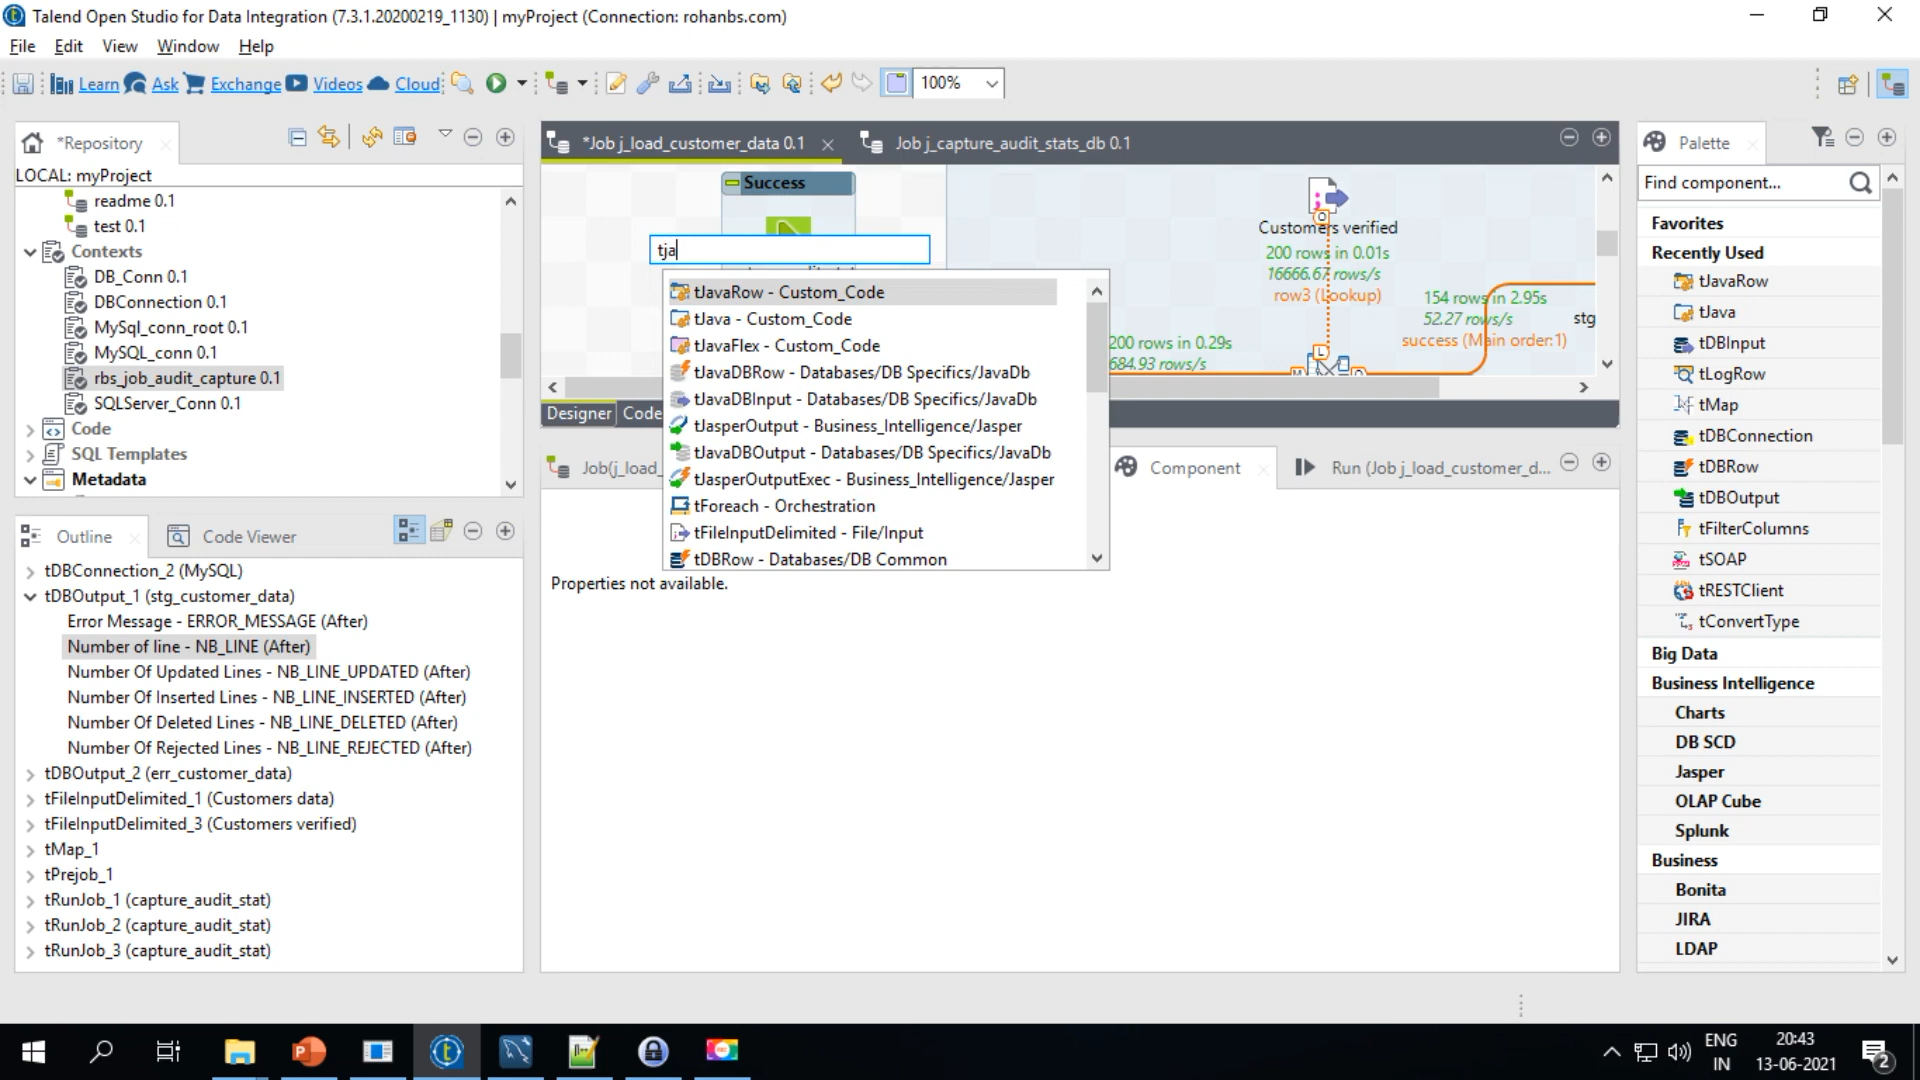 Talend Open Studio for Data Integration (7.3.1.20200219_1130) | myProject (Connection: rohanbs.com)
File Edit View Window Help
Learn Ask Exchange Videos Cloud 100%
*Repository
LOCAL: myProject
readme 0.1
test 0.1
Contexts
DB_Conn 0.1
DBConnection 0.1
MySql_conn_root 0.1
MySQL_conn 0.1
rbs_job_audit_capture 0.1
SQLServer_Conn 0.1
Code
SQL Templates
Metadata
Outline Code Viewer
tDBConnection_2 (MySQL)
tDBOutput_1 (stg_customer_data)
Error Message - ERROR_MESSAGE (After)
Number of line - NB_LINE (After)
Number Of Updated Lines - NB_LINE_UPDATED (After)
Number Of Inserted Lines - NB_LINE_INSERTED (After)
Number Of Deleted Lines - NB_LINE_DELETED (After)
Number Of Rejected Lines - NB_LINE_REJECTED (After)
tDBOutput_2 (err_customer_data)
tFileInputDelimited_1 (Customers data)
tFileInputDelimited_3 (Customers verified)
tMap_1
tPrejob_1
tRunJob_1 (capture_audit_stat)
tRunJob_2 (capture_audit_stat)
tRunJob_3 (capture_audit_stat)
*Job j_load_customer_data 0.1 Job j_capture_audit_stats_db 0.1
Success
tja
tJavaRow - Custom_Code
tJava - Custom_Code
tJavaFlex - Custom_Code
tJavaDBRow - Databases/DB Specifics/JavaDb
tJavaDBInput - Databases/DB Specifics/JavaDb
tJasperOutput - Business_Intelligence/Jasper
tJavaDBOutput - Databases/DB Specifics/JavaDb
tJasperOutputExec - Business_Intelligence/Jasper
tForeach - Orchestration
tFileInputDelimited - File/Input
tDBRow - Databases/DB Common
Customers verified
200 rows in 0.01s
16666.67 rows/s
row3 (Lookup)
154 rows in 2.95s
52.27 rows/s
success (Main order:1)
stg
200 rows in 0.29s
684.93 rows/s
Designer Code
Job(j_load_ Component Run (Job j_load_customer_d...
Properties not available.
Palette
Find component...
Favorites
Recently Used
tJavaRow
tJava
tDBInput
tLogRow
tMap
tDBConnection
tDBRow
tDBOutput
tFilterColumns
tSOAP
tRESTClient
tConvertType
Big Data
Business Intelligence
Charts
DB SCD
Jasper
OLAP Cube
Splunk
Business
Bonita
JIRA
LDAP
ENG
IN
20:43
13-06-2021
2